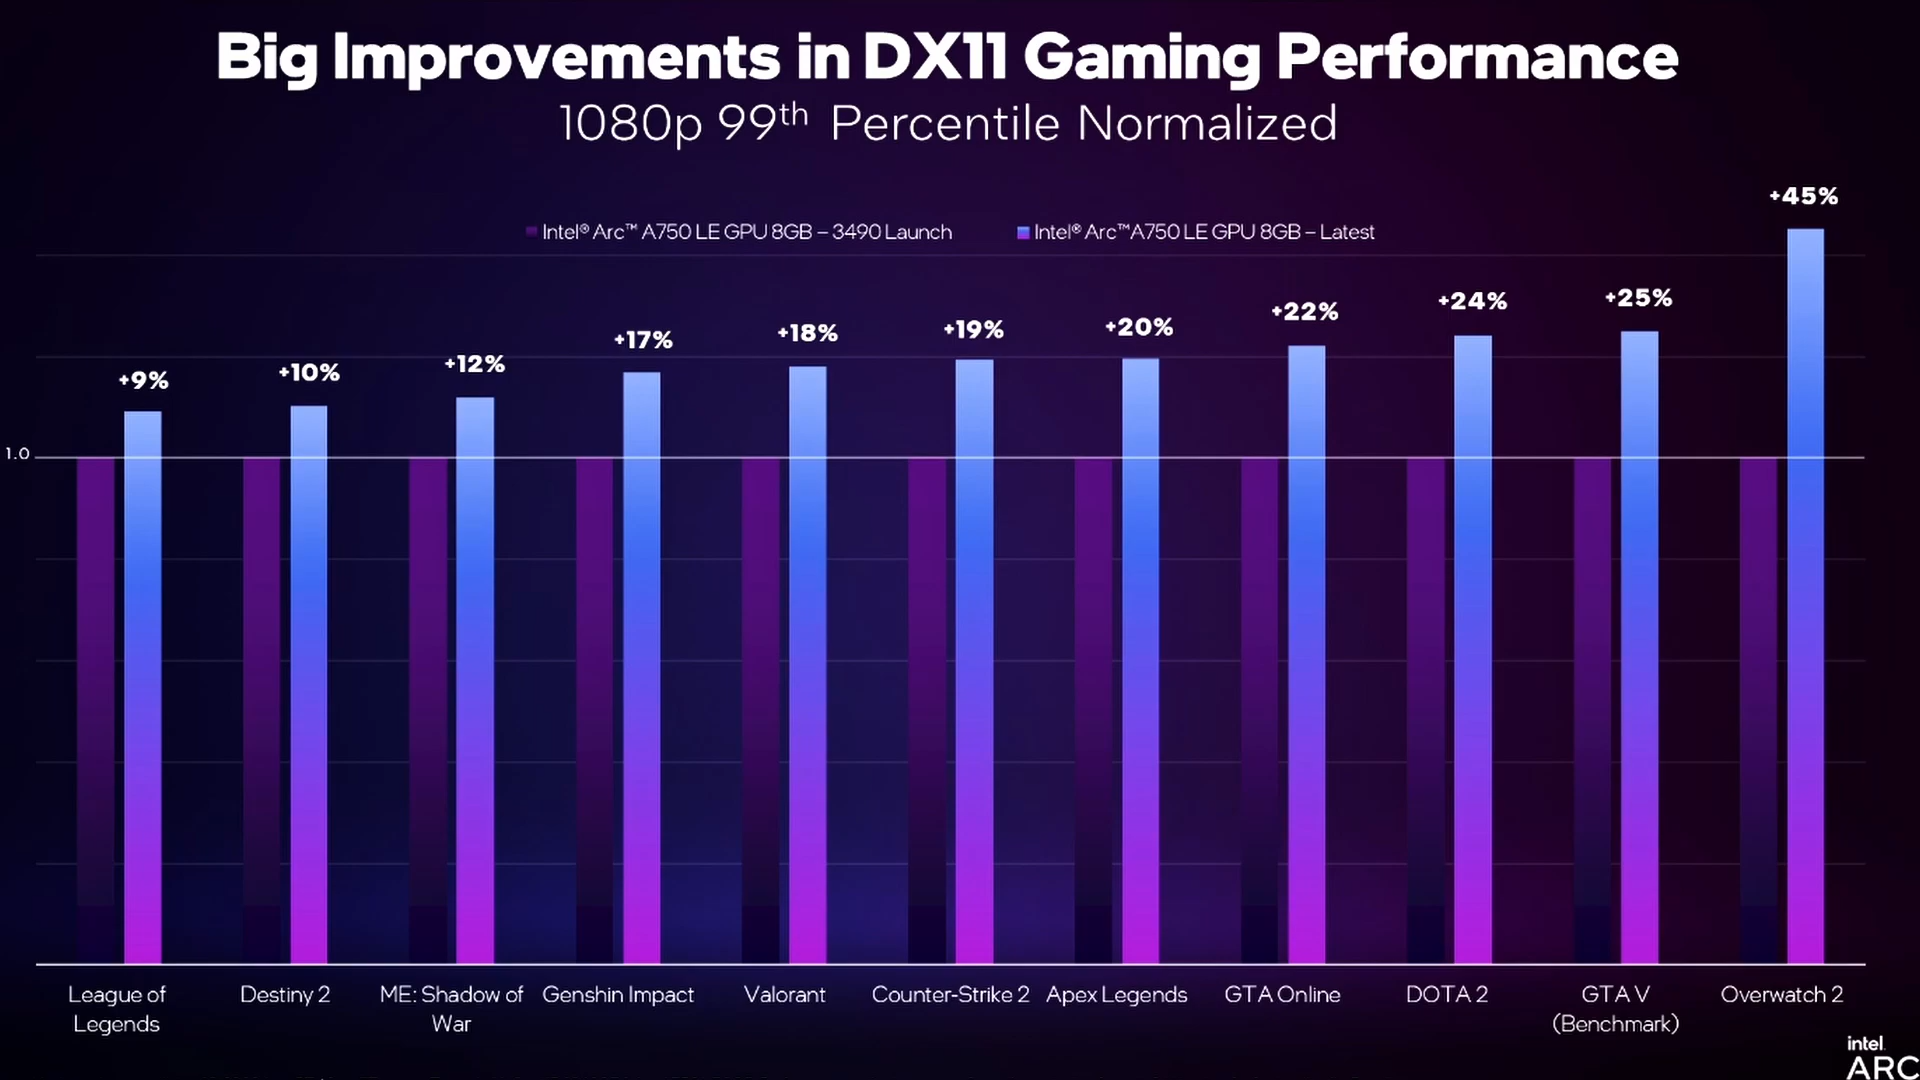 Big Improvements in DX11 Gaming Performance
1080p 99th Percentile Normalized
Intel® Arc™ A750 LE GPU 8GB – 3490 Launch
Intel® Arc™A750 LE GPU 8GB – Latest
+9%
+10%
+12%
+17%
+18%
+19%
+20%
+22%
+24%
+25%
+45%
1.0
League of
Legends
Destiny 2
ME: Shadow of
War
Genshin Impact
Valorant
Counter-Strike 2
Apex Legends
GTA Online
DOTA 2
GTA V
(Benchmark)
Overwatch 2
intel
ARC